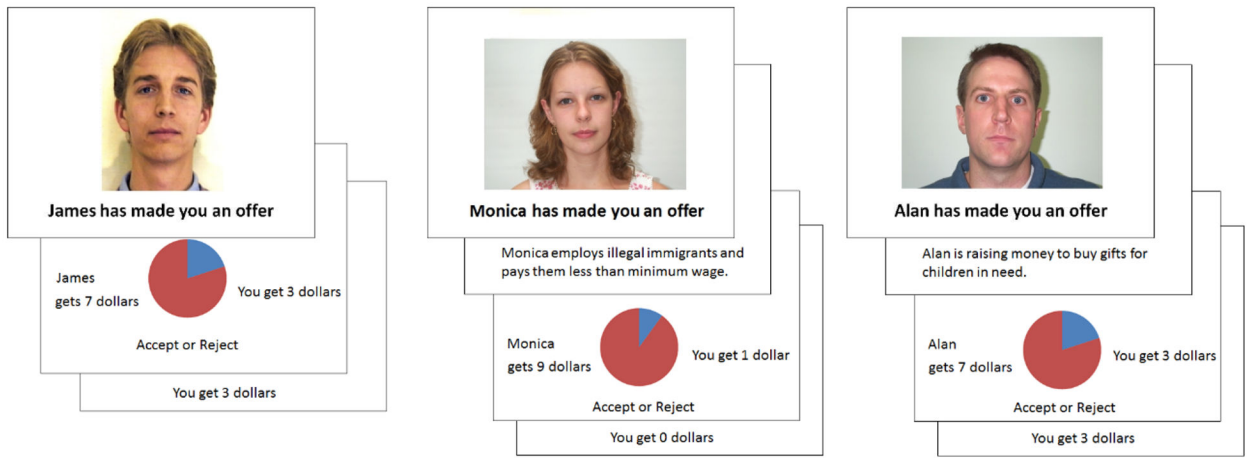 James has made you an offer
James
gets 7 dollars
You get 3 dollars
Accept or Reject
You get 3 dollars
Monica has made you an offer
Monica employs illegal immigrants and
pays them less than minimum wage.
Monica
gets 9 dollars
You get 1 dollar
Accept or Reject
You get 0 dollars
Alan has made you an offer
Alan is raising money to buy gifts for
children in need.
Alan
gets 7 dollars
You get 3 dollars
Accept or Reject
You get 3 dollars